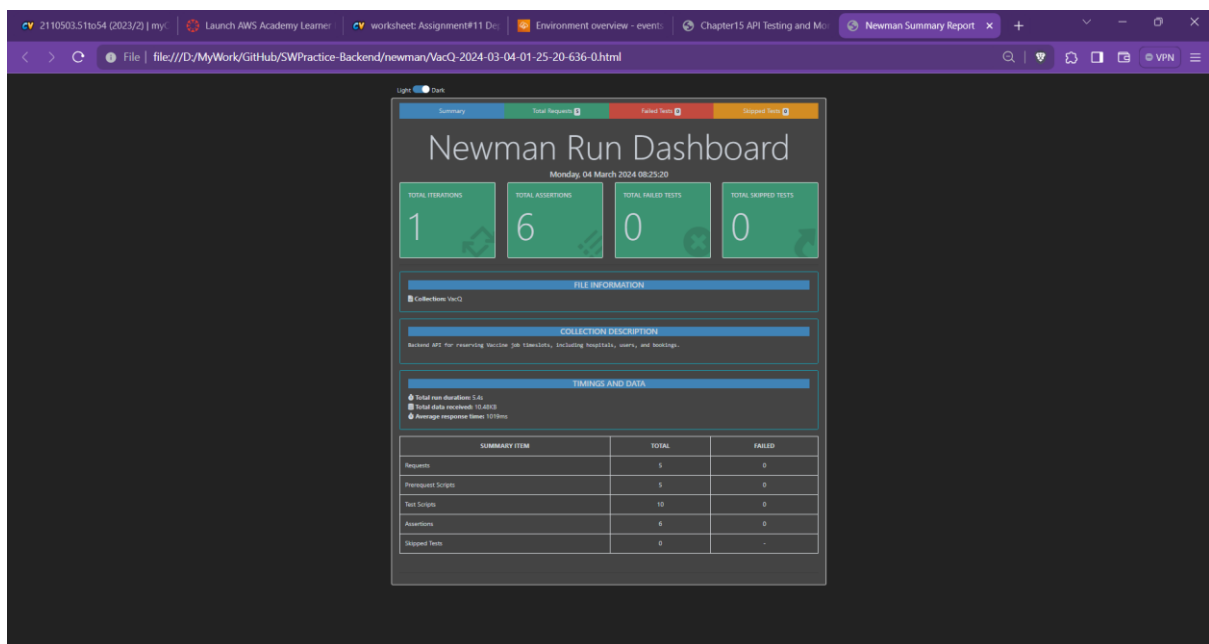 2110503.51to54 (2023/2) | my
Launch AWS Academy Learner
worksheet: Assignment#11 De
Environment overview - events
Chapter15 API Testing and Mo
Newman Summary Report
File | file:///D:/MyWork/GitHub/SWPractice-Backend/newman/VacQ-2024-03-04-01-25-20-636-0.html
VPN
Light Dark
Summary Total Requests 5 Failed Tests 0 Skipped Tests 0
Newman Run Dashboard
Monday, 04 March 2024 08:25:20
TOTAL ITERATIONS TOTAL ASSERTIONS TOTAL FAILED TESTS TOTAL SKIPPED TESTS
1 6 0 0
FILE INFORMATION
Collection: VacQ
COLLECTION DESCRIPTION
Backend API for reserving Vaccine job timeslots, including hospitals, users, and bookings.
TIMINGS AND DATA
Total run duration: 5.4s
Total data received: 10.48KB
Average response time: 1019ms
SUMMARY ITEM TOTAL FAILED
Requests 5 0
Prerequest Scripts 5 0
Test Scripts 10 0
Assertions 6 0
Skipped Tests 0 -